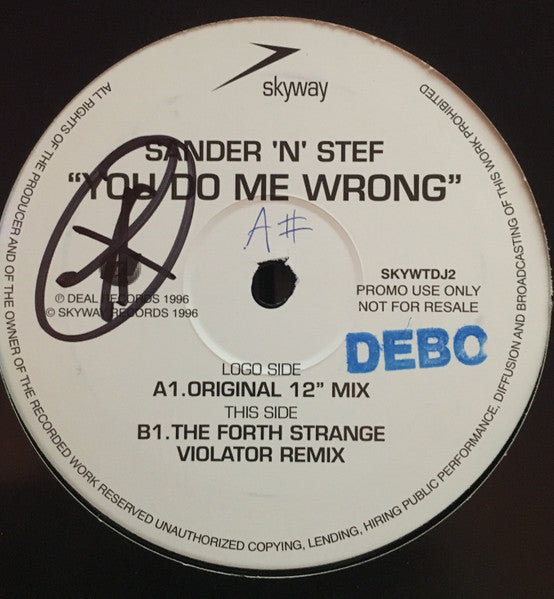 skyway
SANDER 'N' STEF
"YOU DO ME WRONG"
A#
SKYWTDJ2
PROMO USE ONLY
NOT FOR RESALE
℗ DEAL RECORDS 1996
© SKYWAY RECORDS 1996
DEBO
LOGO SIDE
A1.ORIGINAL 12" MIX
THIS SIDE
B1.THE FORTH STRANGE
VIOLATOR REMIX
ALL RIGHTS OF THE PRODUCER AND OF THE OWNER OF THE RECORDED WORK RESERVED UNAUTHORIZED COPYING, LENDING, HIRING PUBLIC PERFORMANCE, DIFFUSION AND BROADCASTING OF THIS WORK PROHIBITED